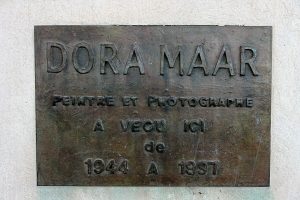 DORA MAAR
PEINTRE ET PHOTOGRAPHE
A VECU ICI
de
1944 A 1997